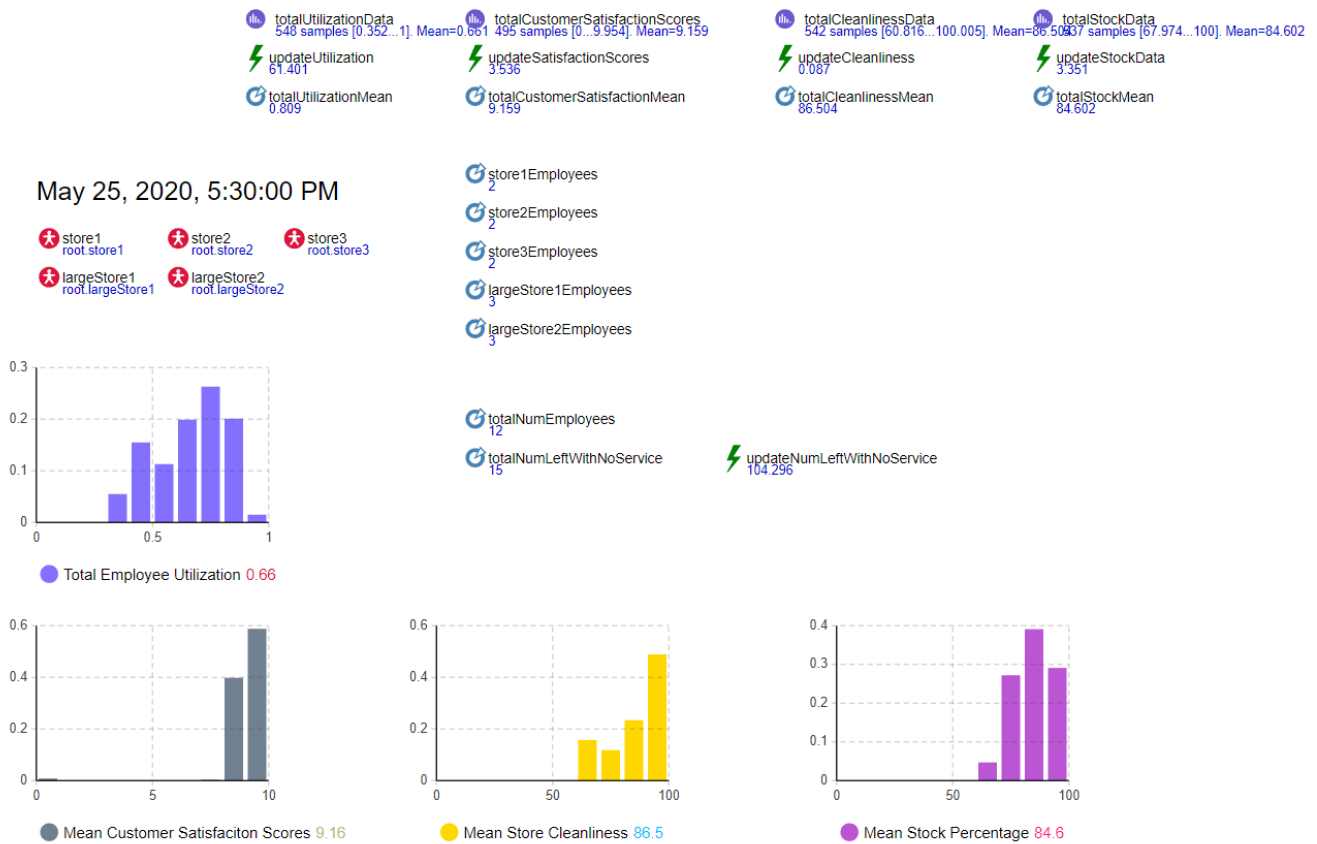 totalUtilizationData
548 samples [0.352...1]. Mean=0.661
totalCustomerSatisfactionScores
495 samples [0...9.954]. Mean=9.159
totalCleanlinessData
542 samples [60.816...100.005]. Mean=86.504
totalStockData
537 samples [67.974...100]. Mean=84.602
updateUtilization
61.401
updateSatisfactionScores
3.536
updateCleanliness
0.087
updateStockData
3.351
totalUtilizationMean
0.809
totalCustomerSatisfactionMean
9.159
totalCleanlinessMean
86.504
totalStockMean
84.602
store1Employees
2
May 25, 2020, 5:30:00 PM
store2Employees
2
store1
root.store1
store2
root.store2
store3
root.store3
store3Employees
2
largeStore1
root.largeStore1
largeStore2
root.largeStore2
largeStore1Employees
3
largeStore2Employees
3
0.3
0.2
0.1
0
0
0.5
1
Total Employee Utilization 0.66
totalNumEmployees
12
totalNumLeftWithNoService
15
updateNumLeftWithNoService
104.296
0.6
0.4
0.2
0
0
5
10
Mean Customer Satisfaciton Scores 9.16
0.6
0.4
0.2
0
0
50
100
Mean Store Cleanliness 86.5
0.4
0.3
0.2
0.1
0
0
50
100
Mean Stock Percentage 84.6